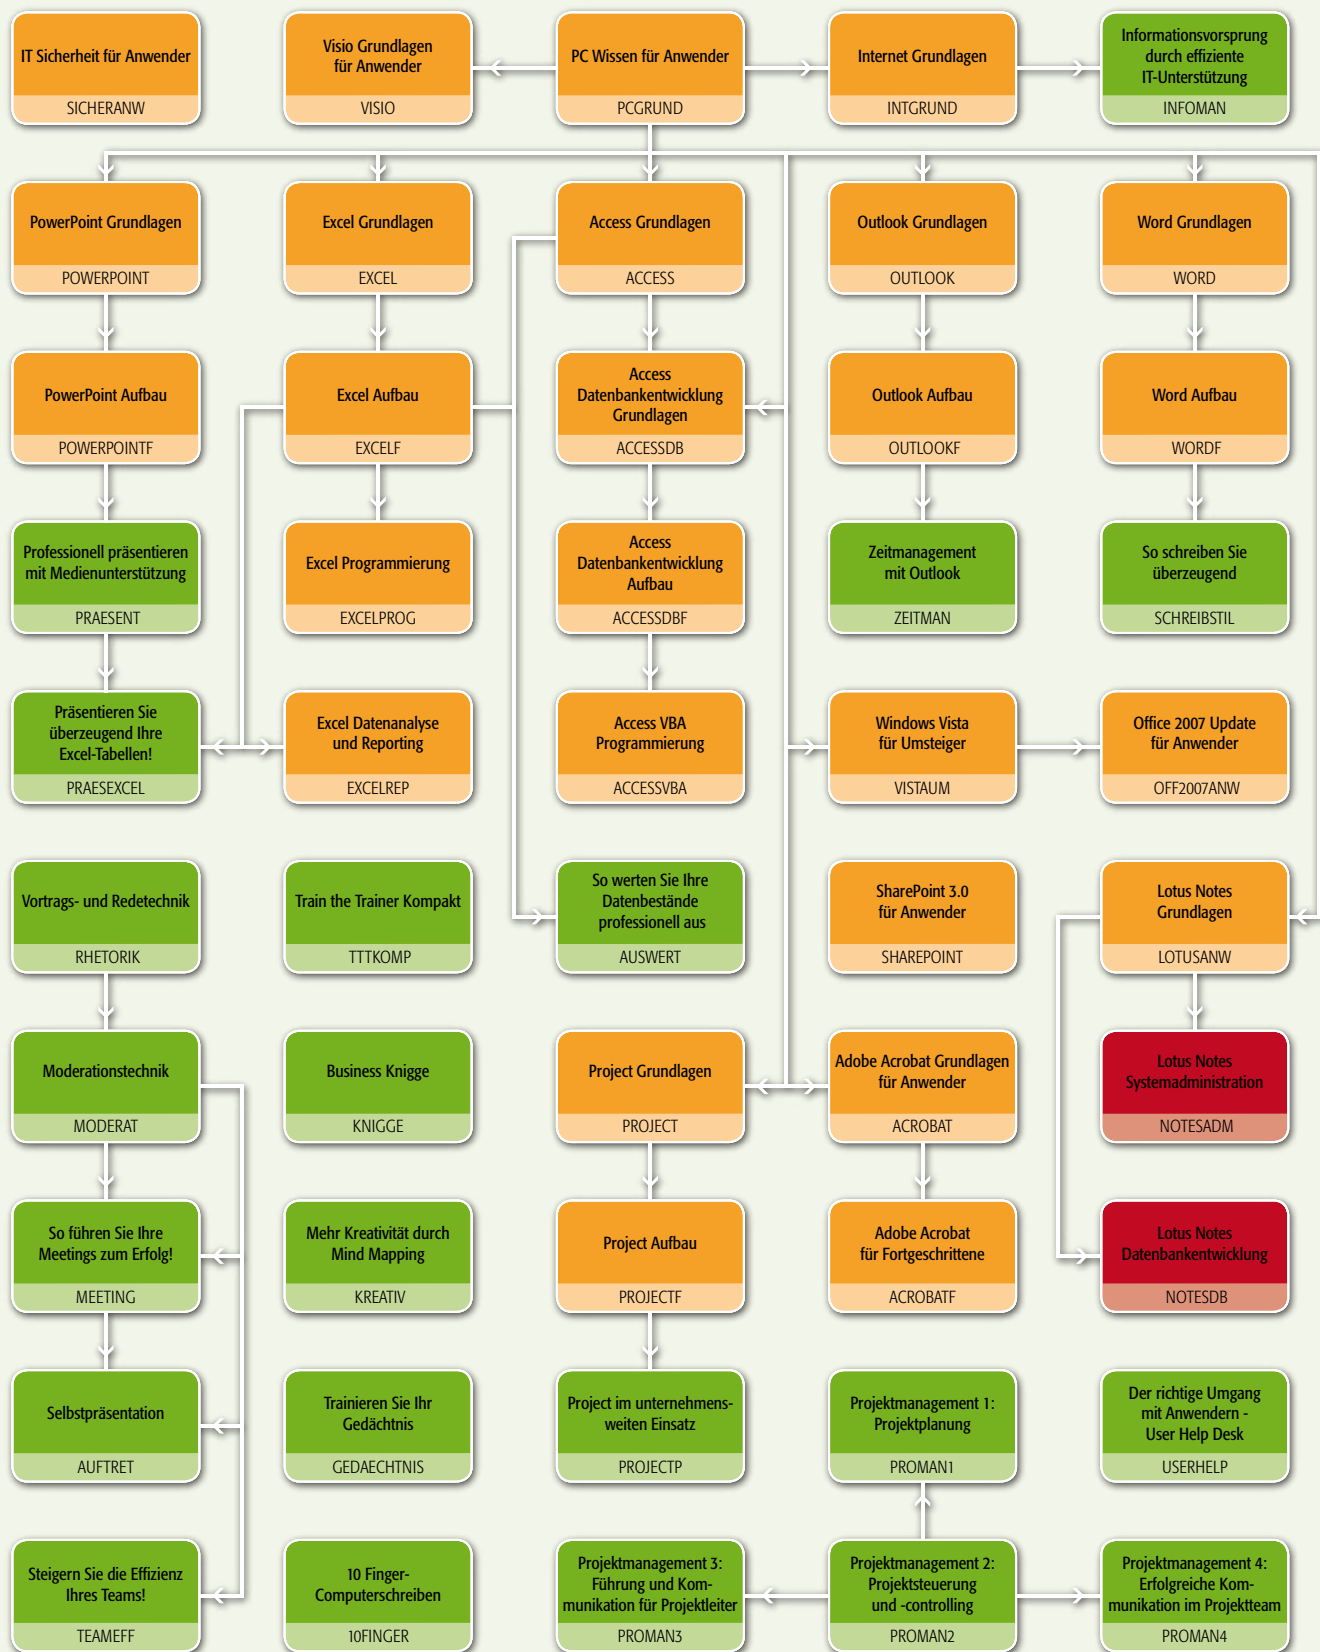 IT Sicherheit für Anwender
SICHERANW
Visio Grundlagen
für Anwender
VISIO
PC Wissen für Anwender
PCGRUND
Internet Grundlagen
INTGRUND
Informationsvorsprung
durch effiziente
IT-Unterstützung
INFOMAN
PowerPoint Grundlagen
POWERPOINT
Excel Grundlagen
EXCEL
Access Grundlagen
ACCESS
Outlook Grundlagen
OUTLOOK
Word Grundlagen
WORD
PowerPoint Aufbau
POWERPOINTF
Excel Aufbau
EXCELF
Access
Datenbankentwicklung
Grundlagen
ACCESSDB
Outlook Aufbau
OUTLOOKF
Word Aufbau
WORDF
Professionell präsentieren
mit Medienunterstützung
PRAESENT
Excel Programmierung
EXCELPROG
Access
Datenbankentwicklung
Aufbau
ACCESSDBF
Zeitmanagement
mit Outlook
ZEITMAN
So schreiben Sie
überzeugend
SCHREIBSTIL
Präsentieren Sie
überzeugend Ihre
Excel-Tabellen!
PRAESEXCEL
Excel Datenanalyse
und Reporting
EXCELREP
Access VBA
Programmierung
ACCESSVBA
Windows Vista
für Umsteiger
VISTAUM
Office 2007 Update
für Anwender
OFF2007ANW
Vortrags- und Redetechnik
RHETORIK
Train the Trainer Kompakt
TTTKOMP
So werten Sie Ihre
Datenbestände
professionell aus
AUSWERT
SharePoint 3.0
für Anwender
SHAREPOINT
Lotus Notes
Grundlagen
LOTUSANW
Moderationstechnik
MODERAT
Business Knigge
KNIGGE
Project Grundlagen
PROJECT
Adobe Acrobat Grundlagen
für Anwender
ACROBAT
Lotus Notes
Systemadministration
NOTESADM
So führen Sie Ihre
Meetings zum Erfolg!
MEETING
Mehr Kreativität durch
Mind Mapping
KREATIV
Project Aufbau
PROJECTF
Adobe Acrobat
für Fortgeschrittene
ACROBATF
Lotus Notes
Datenbankentwicklung
NOTESDB
Selbstpräsentation
AUFTRET
Trainieren Sie Ihr
Gedächtnis
GEDAECHTNIS
Project im unternehmens-
weiten Einsatz
PROJECTP
Projektmanagement 1:
Projektplanung
PROMAN1
Der richtige Umgang
mit Anwendern -
User Help Desk
USERHELP
Steigern Sie die Effizienz
Ihres Teams!
TEAMEFF
10 Finger-
Computerschreiben
10FINGER
Projektmanagement 3:
Führung und Kom-
munikation für Projektleiter
PROMAN3
Projektmanagement 2:
Projektsteuerung
und -controlling
PROMAN2
Projektmanagement 4:
Erfolgreiche Kom-
munikation im Projektteam
PROMAN4